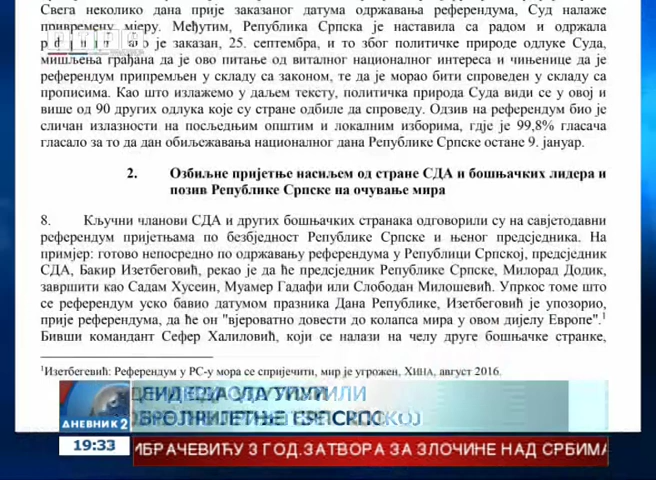 Свега неколико дана прије заказаног датума одржавања референдума, Суд налаже
привремену мјеру. Међутим, Република Српска је наставила са радом и одржала
је заказан, 25. септембра, и то због политичке природе одлуке Суда,
мишљења грађана да је ово питање од виталног националног интереса и чињенице да је
референдум припремљен у складу са законом, те да је морао бити спроведен у складу са
прописима. Као што излажемо у даљем тексту, политичка природа Суда види се у овој и
више од 90 других одлука које су стране одбиле да спроведу. Одзив на референдум био је
сличан излазности на посљедњим општим и локалним изборима, гдје је 99,8% гласача
гласало за то да дан обиљежавања националног дана Републике Српске остане 9. јануар.
2. Озбиљне пријетње насиљем од стране СДА и бошњачких лидера и
позив Републике Српске на очување мира
8. Кључни чланови СДА и других бошњачких странака одговорили су на савјетодавни
референдум пријетњама по безбједност Републике Српске и њеног предсједника. На
примјер: готово непосредно по одржавању референдума у Републици Српској, предсједник
СДА, Бакир Изетбеговић, рекао је да ће предсједник Републике Српске, Милорад Додик,
завршити као Садам Хусеин, Муамер Гадафи или Слободан Милошевић. Упркос томе што
се референдум уско бавио датумом празника Дана Републике, Изетбеговић је упозорио,
прије референдума, да ће он "вјероватно довести до колапса мира у овом дијелу Европе".1
Бивши командант Сефер Халиловић, који се налази на челу друге бошњачке странке,
1Изетбегевић: Референдум у РС-у мора се спријечити, мир је угрожен, ХИНА, август 2016.
ДНЕВНИК 2
19:33 ИБРАЧЕВИЋУ 3 ГОД.ЗАТВОРА ЗА ЗЛОЧИНЕ НАД СРБИМА